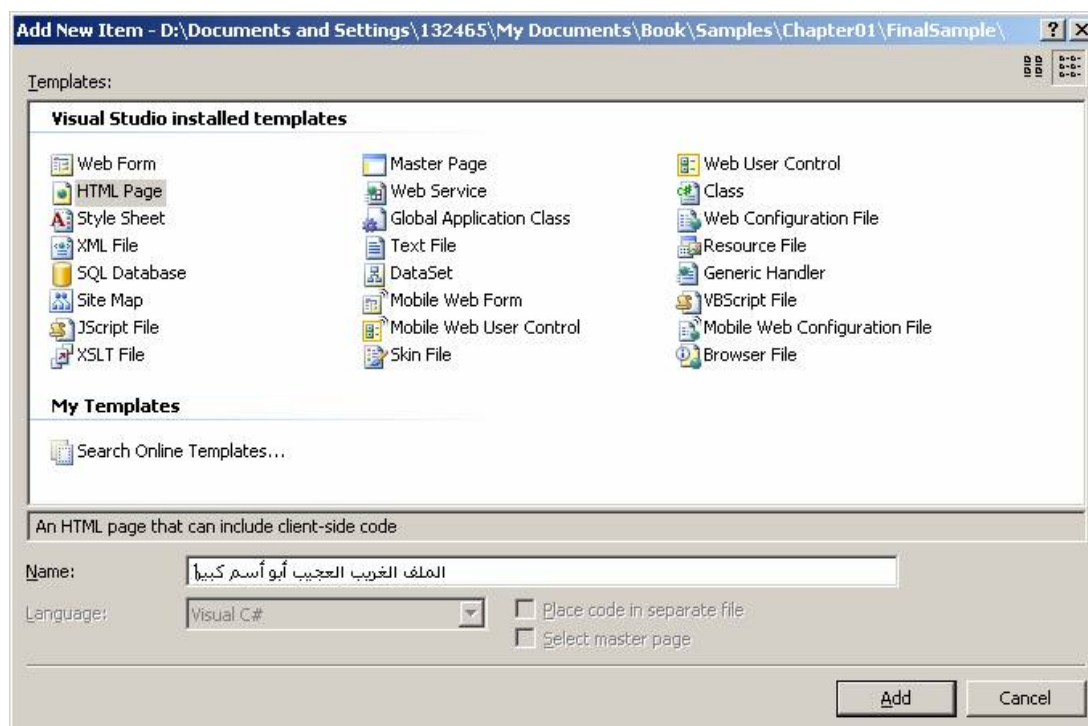 Add New Item - D:\Documents and Settings\132465\My Documents\Book\Samples\Chapter01\FinalSample\
Templates:
Visual Studio installed templates
Web Form Master Page Web User Control
HTML Page Web Service Class
Style Sheet Global Application Class Web Configuration File
XML File Text File Resource File
SQL Database DataSet Generic Handler
Site Map Mobile Web Form VBScript File
JScript File Mobile Web User Control Mobile Web Configuration File
XSLT File Skin File Browser File
My Templates
Search Online Templates...
An HTML page that can include client-side code
Name: الملف الغريب العجيب أبو أسم كبير
Language: Visual C# Place code in separate file
Select master page
Add Cancel